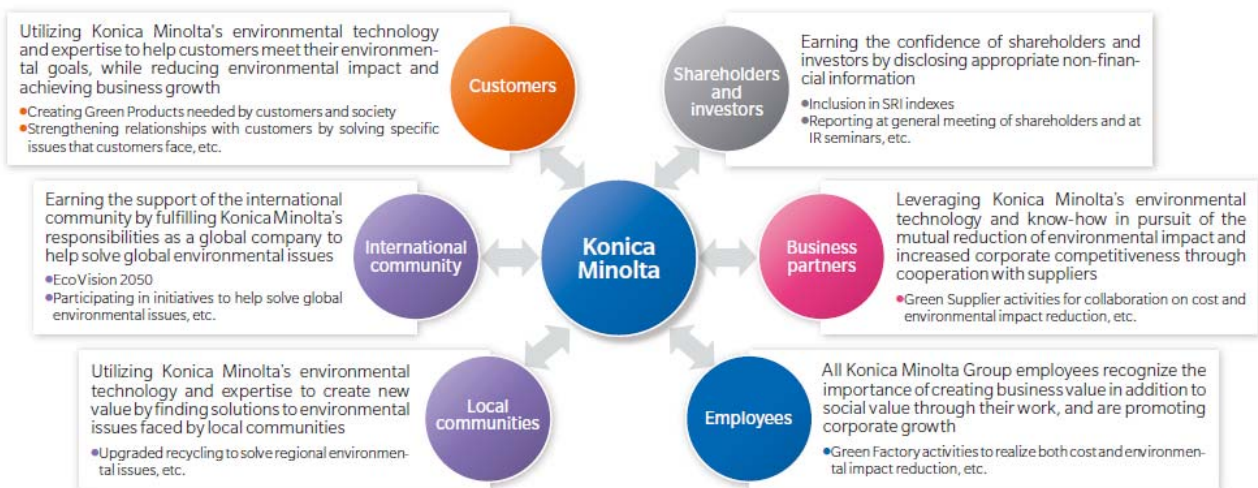 Utilizing Konica Minolta's environmental technology
and expertise to help customers meet their environmen-
tal goals, while reducing environmental impact and
achieving business growth
•Creating Green Products needed by customers and society
•Strengthening relationships with customers by solving specific
issues that customers face, etc.
Customers
Shareholders
and
investors
Earning the confidence of shareholders and
investors by disclosing appropriate non-finan-
cial information
•Inclusion in SRI indexes
•Reporting at general meeting of shareholders and at
IR seminars, etc.
Earning the support of the international
community by fulfilling Konica Minolta's
responsibilities as a global company to
help solve global environmental issues
•Eco Vision 2050
•Participating in initiatives to help solve global
environmental issues, etc.
International
community
Konica
Minolta
Business
partners
Leveraging Konica Minolta's environmental
technology and know-how in pursuit of the
mutual reduction of environmental impact and
increased corporate competitiveness through
cooperation with suppliers
•Green Supplier activities for collaboration on cost and
environmental impact reduction, etc.
Utilizing Konica Minolta's environmental
technology and expertise to create new
value by finding solutions to environmental
issues faced by local communities
•Upgraded recycling to solve regional environmen-
tal issues, etc.
Local
communities
Employees
All Konica Minolta Group employees recognize the
importance of creating business value in addition to
social value through their work, and are promoting
corporate growth
•Green Factory activities to realize both cost and environmen-
tal impact reduction, etc.